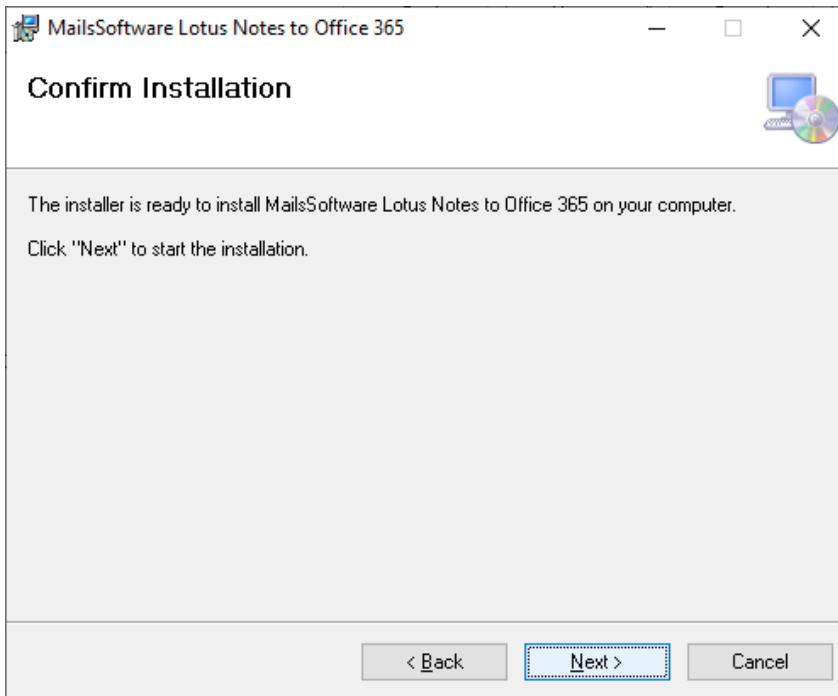 MailsSoftware Lotus Notes to Office 365
Confirm Installation
The installer is ready to install MailsSoftware Lotus Notes to Office 365 on your computer.
Click "Next" to start the installation.
< Back
Next >
Cancel